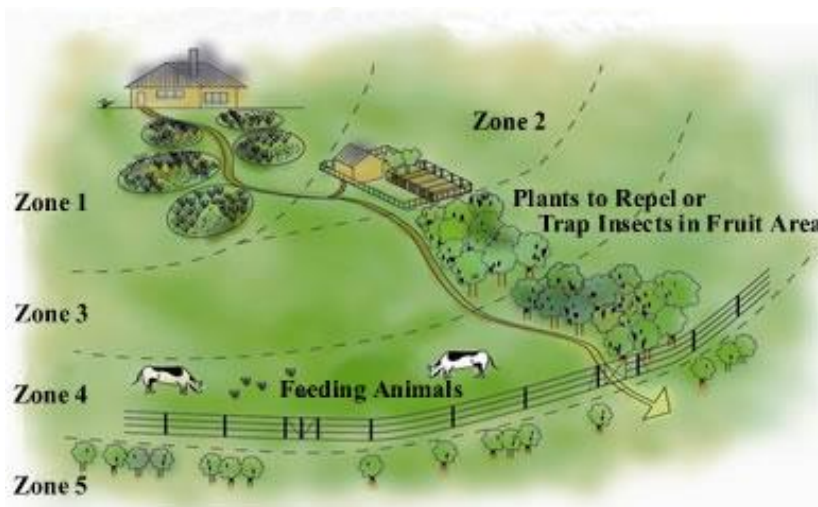 Zone 2
Zone 1
Plants to Repel or
Trap Insects in Fruit Area
Zone 3
Zone 4
Feeding Animals
Zone 5